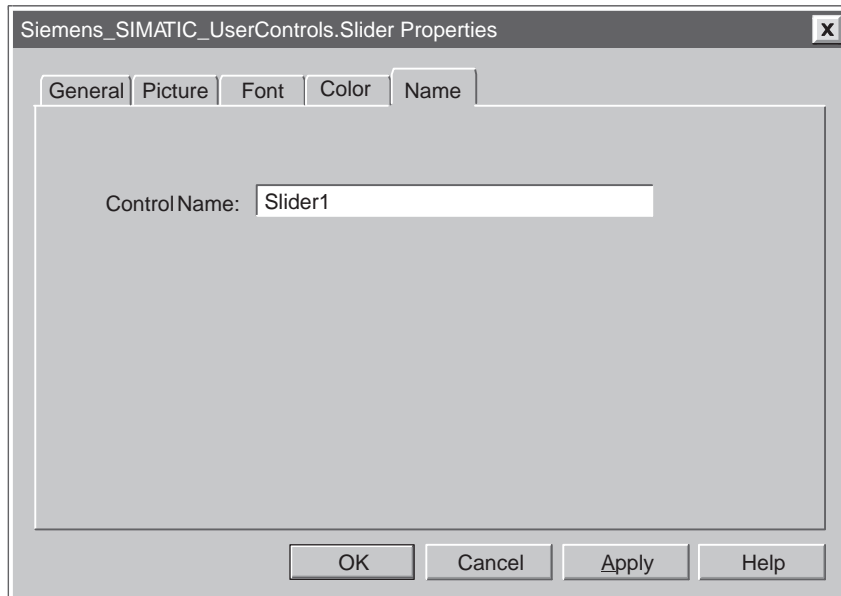 Siemens_SIMATIC_UserControls.Slider Properties x
General Picture Font Color Name
Control Name: Slider1
OK Cancel Apply Help